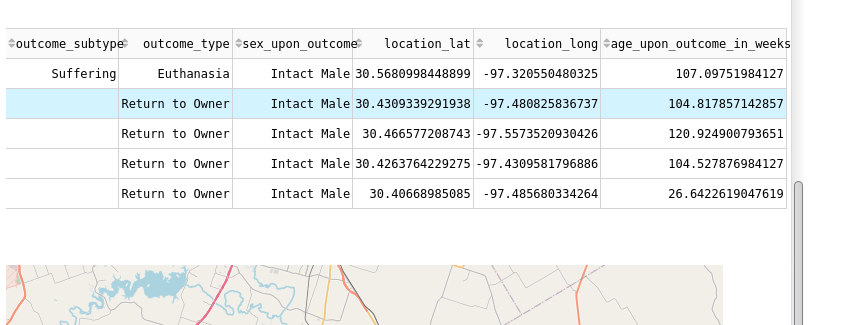 outcome_subtype outcome_type sex_upon_outcome location_lat location_long age_upon_outcome_in_weeks
Suffering Euthanasia Intact Male 30.5680998448899 -97.320550480325 107.09751984127
Return to Owner Intact Male 30.4309339291938 -97.480825836737 104.817857142857
Return to Owner Intact Male 30.466577208743 -97.5573520930426 120.924900793651
Return to Owner Intact Male 30.4263764229275 -97.4309581796886 104.527876984127
Return to Owner Intact Male 30.40668985085 -97.485680334264 26.6422619047619